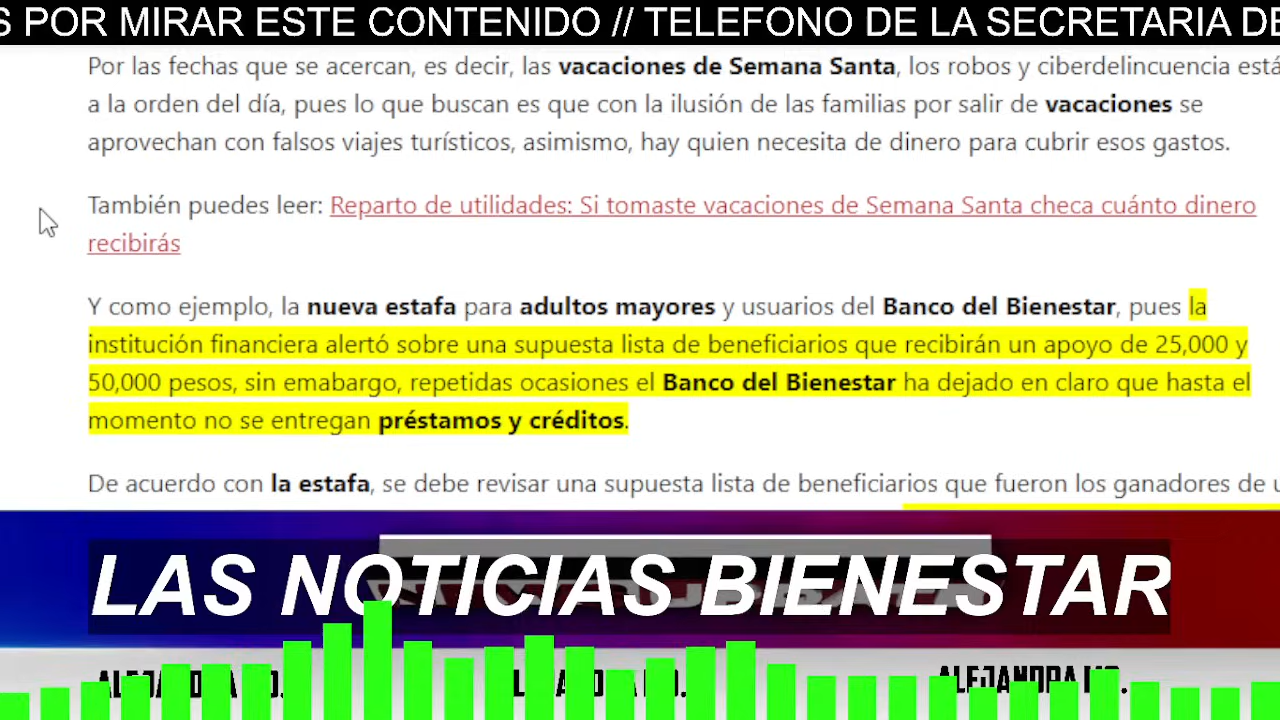 S POR MIRAR ESTE CONTENIDO // TELEFONO DE LA SECRETARIA DE
Por las fechas que se acercan, es decir, las vacaciones de Semana Santa, los robos y ciberdelincuencia está
a la orden del día, pues lo que buscan es que con la ilusión de las familias por salir de vacaciones se
aprovechan con falsos viajes turísticos, asimismo, hay quien necesita de dinero para cubrir esos gastos.
También puedes leer: Reparto de utilidades: Si tomaste vacaciones de Semana Santa checa cuánto dinero
recibirás
Y como ejemplo, la nueva estafa para adultos mayores y usuarios del Banco del Bienestar, pues la
institución financiera alertó sobre una supuesta lista de beneficiarios que recibirán un apoyo de 25,000 y
50,000 pesos, sin emabargo, repetidas ocasiones el Banco del Bienestar ha dejado en claro que hasta el
momento no se entregan préstamos y créditos.
De acuerdo con la estafa, se debe revisar una supuesta lista de beneficiarios que fueron los ganadores de u
LAS NOTICIAS BIENESTAR